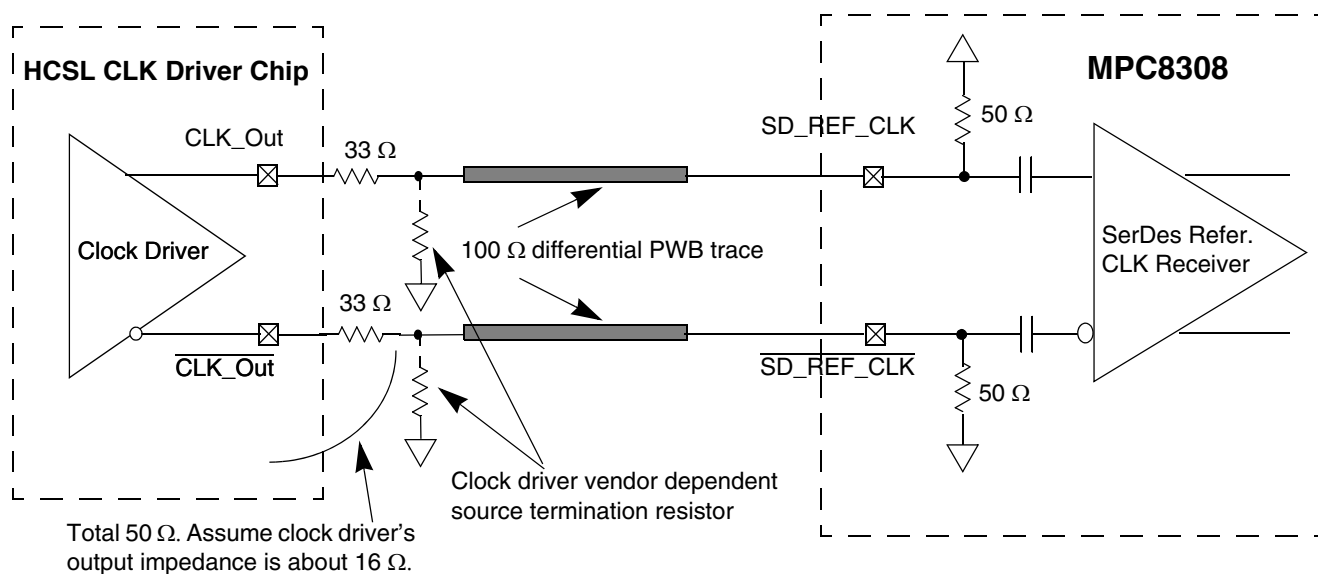 HCSL CLK Driver Chip
MPC8308
CLK_Out
33 Ω
SD_REF_CLK
50 Ω
Clock Driver
100 Ω differential PWB trace
SerDes Refer.
CLK Receiver
33 Ω
CLK_Out
SD_REF_CLK
50 Ω
Clock driver vendor dependent
source termination resistor
Total 50 Ω. Assume clock driver's
output impedance is about 16 Ω.